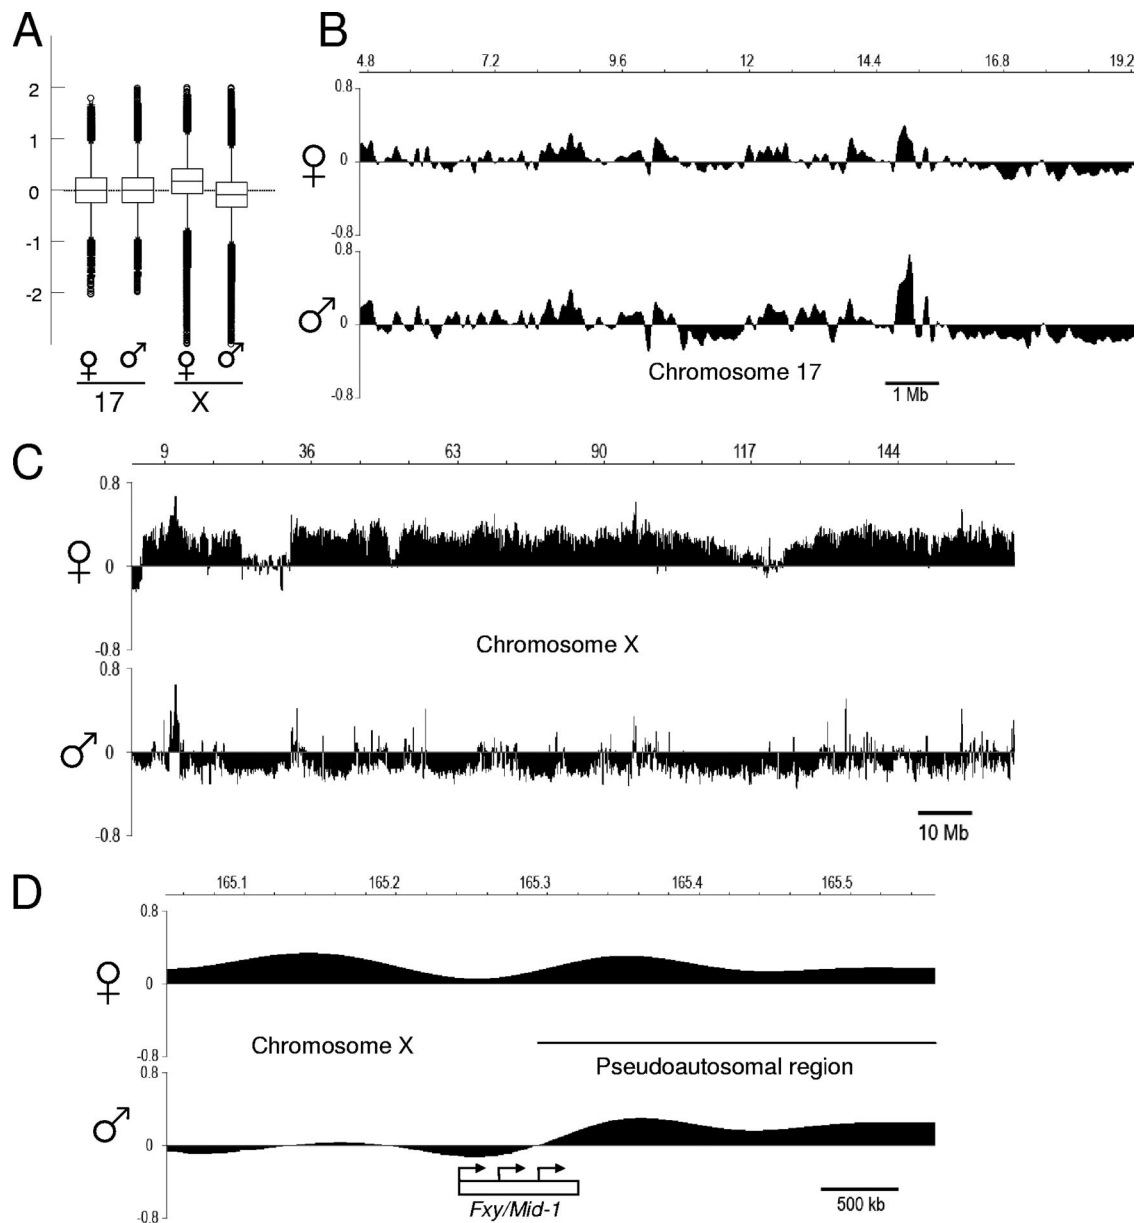 A
2
1
0
-1
-2
♀ ♂ ♀ ♂
17 X
B
4.8 7.2 9.6 12 14.4 16.8 19.2
0.8
♀ 0
-0.8
0.8
♂ 0
Chromosome 17
1 Mb
-0.8
C
9 36 63 90 117 144
0.8
♀ 0
Chromosome X
-0.8
0.8
♂ 0
-0.8
10 Mb
D
165.1 165.2 165.3 165.4 165.5
0.8
♀ 0
-0.8
Chromosome X
Pseudoautosomal region
0.8
♂ 0
Fxy/Mid-1
500 kb
-0.8